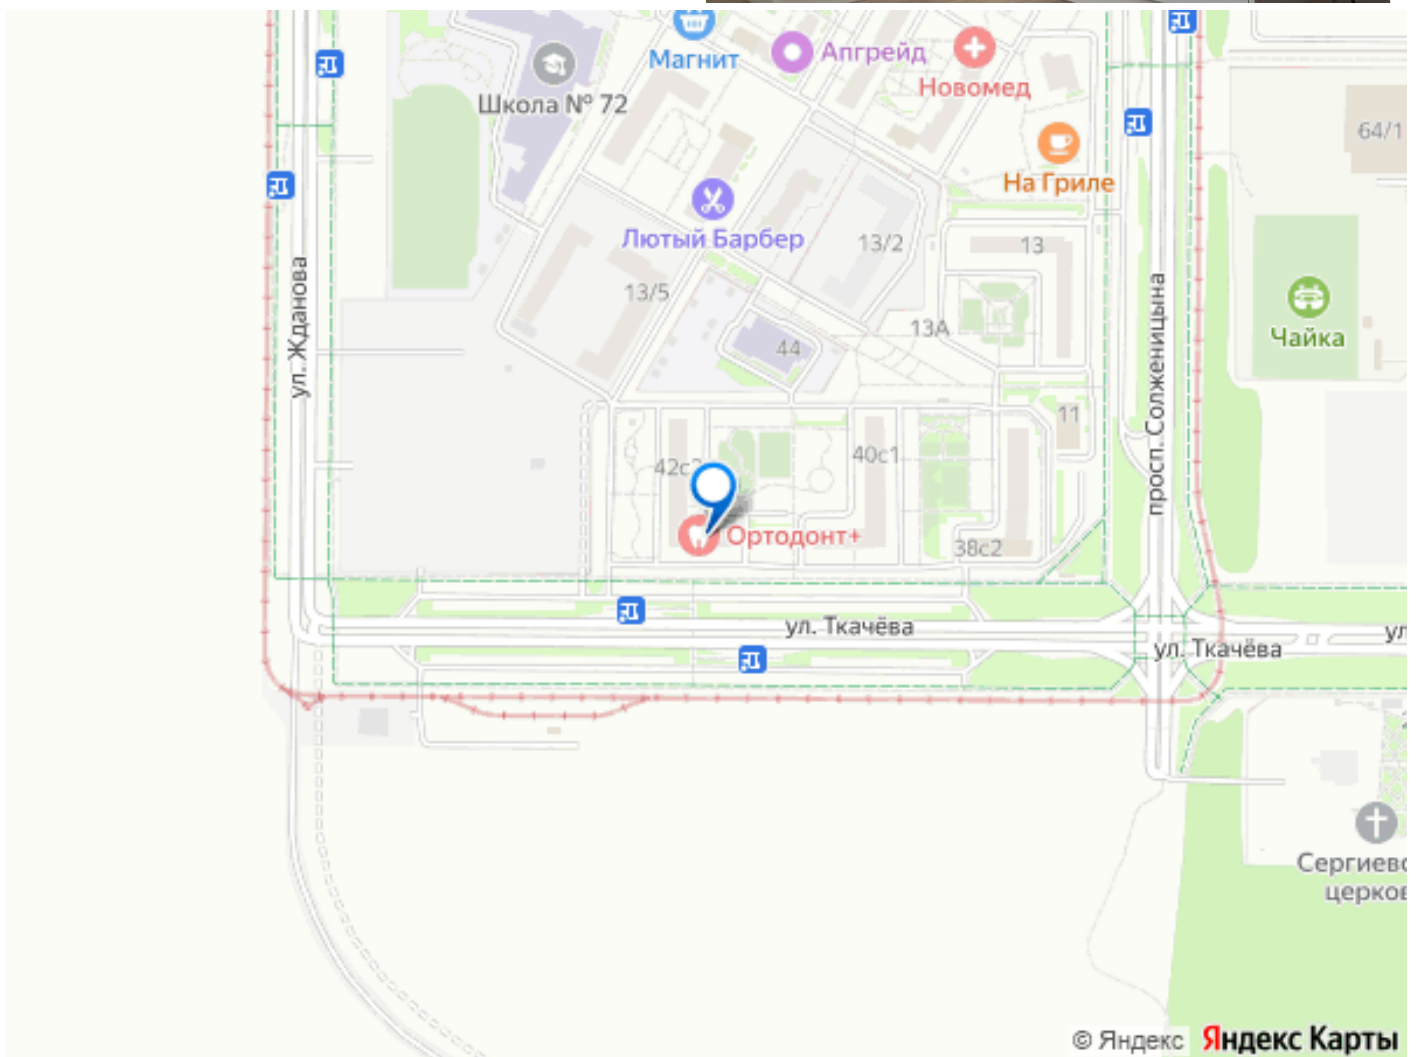 Магнит
Апгрейд
Новомед
Школа № 72
64/1
На Гриле
Лютый Барбер
13/2
13
ул. Жданова
13/5
просп. Солженицына
13А
Чайка
44
11
40с1
Ортодонт+
38с2
ул. Ткачёва
ул. Ткачёва
© Яндекс
Яндекс Карты